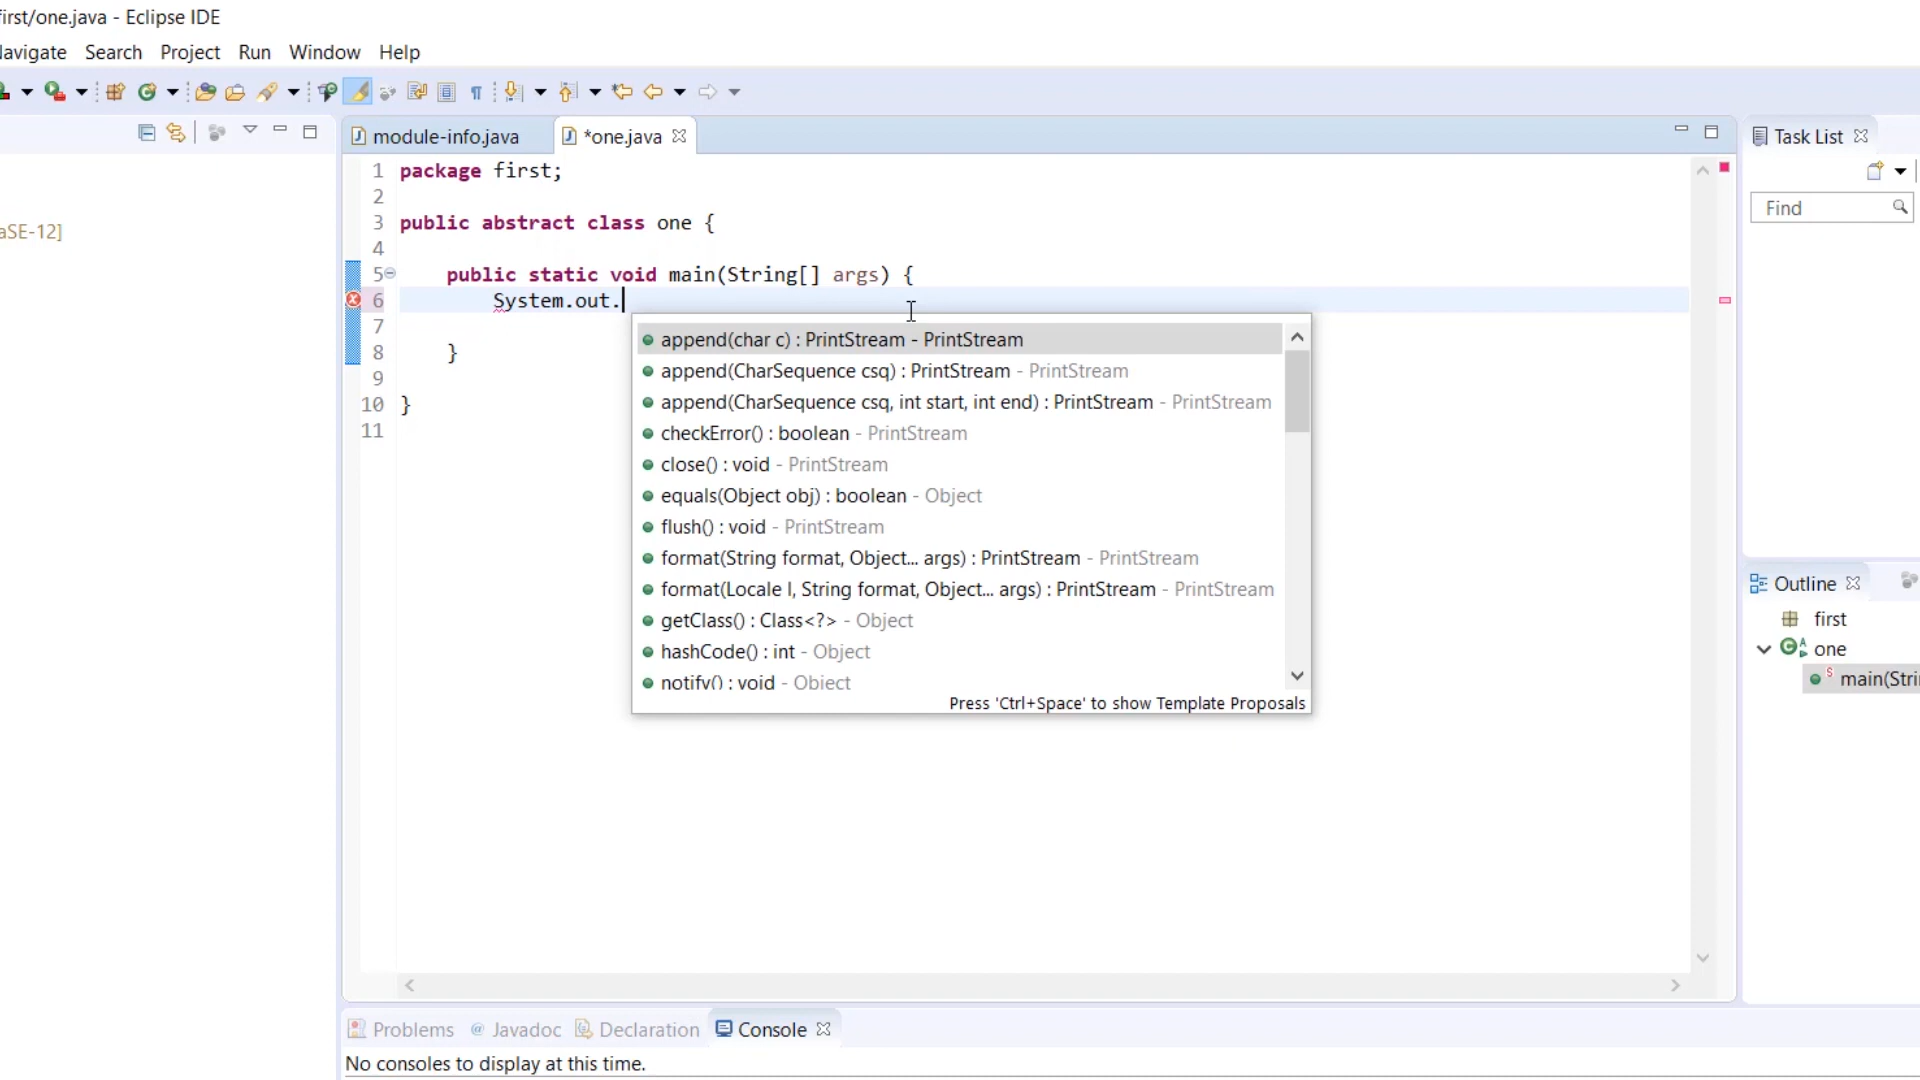 first/one.java - Eclipse IDE
Navigate Search Project Run Window Help
module-info.java
*one.java
Task List
Find
aSE-12]
1 package first;
2
3 public abstract class one {
4
5 public static void main(String[] args) {
6 System.out.
7
8 }
9
10 }
11
append(char c) : PrintStream - PrintStream
append(CharSequence csq) : PrintStream - PrintStream
append(CharSequence csq, int start, int end) : PrintStream - PrintStream
checkError() : boolean - PrintStream
close() : void - PrintStream
equals(Object obj) : boolean - Object
flush() : void - PrintStream
format(String format, Object... args) : PrintStream - PrintStream
format(Locale l, String format, Object... args) : PrintStream - PrintStream
getClass() : Class<?> - Object
hashCode() : int - Object
notify() : void - Object
Press 'Ctrl+Space' to show Template Proposals
Outline
first
one
main(Stri
Problems @ Javadoc Declaration Console
No consoles to display at this time.